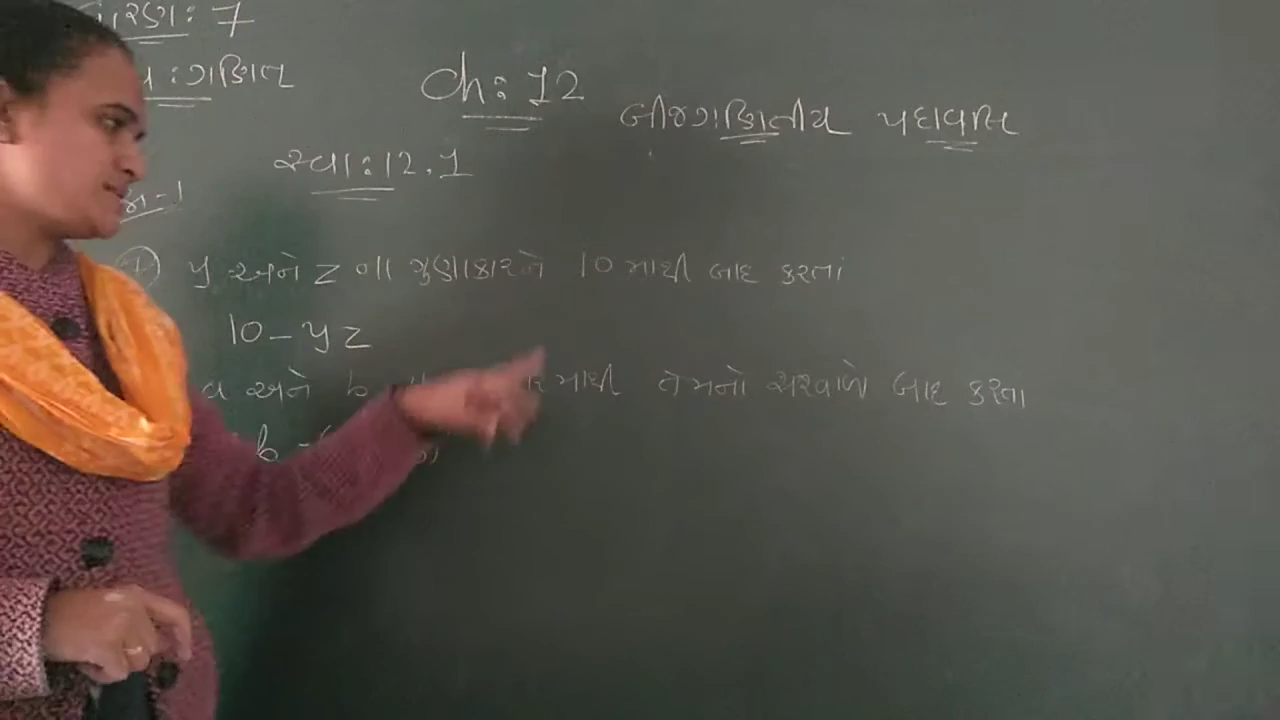 ધોરણ: 7
: ગણિત
Ch: 12
બીજગણિતીય પદાવલિ
સ્વા: 12.1
y અને z ના ગુણાકારને 10 માથી બાદ કરતાં
10 - yz
a અને b માથી તેમનો સરવાળો બાદ કરતા
b -